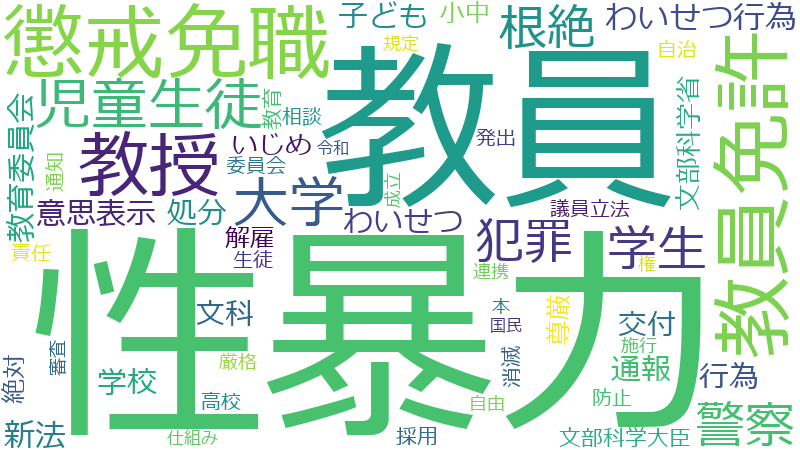 懲戒免職
子ども
小中
根絶
わいせつ行為
規定
自治
教員
児童生徒
教育
相談
発出
文部科学省
教員免許
教育委員会
通知
教授
いじめ
令和
委員会
成立
意思表示
処分
大学
わいせつ
議員立法
犯罪
学生
解雇
生徒
責任
性暴力
連携
権
本
国民
尊厳
交付
文科
施行
消滅
厳格
通報
行為
審査
絶対
学校
高校
自由
防止
新法
仕組み
採用
文部科学大臣
警察